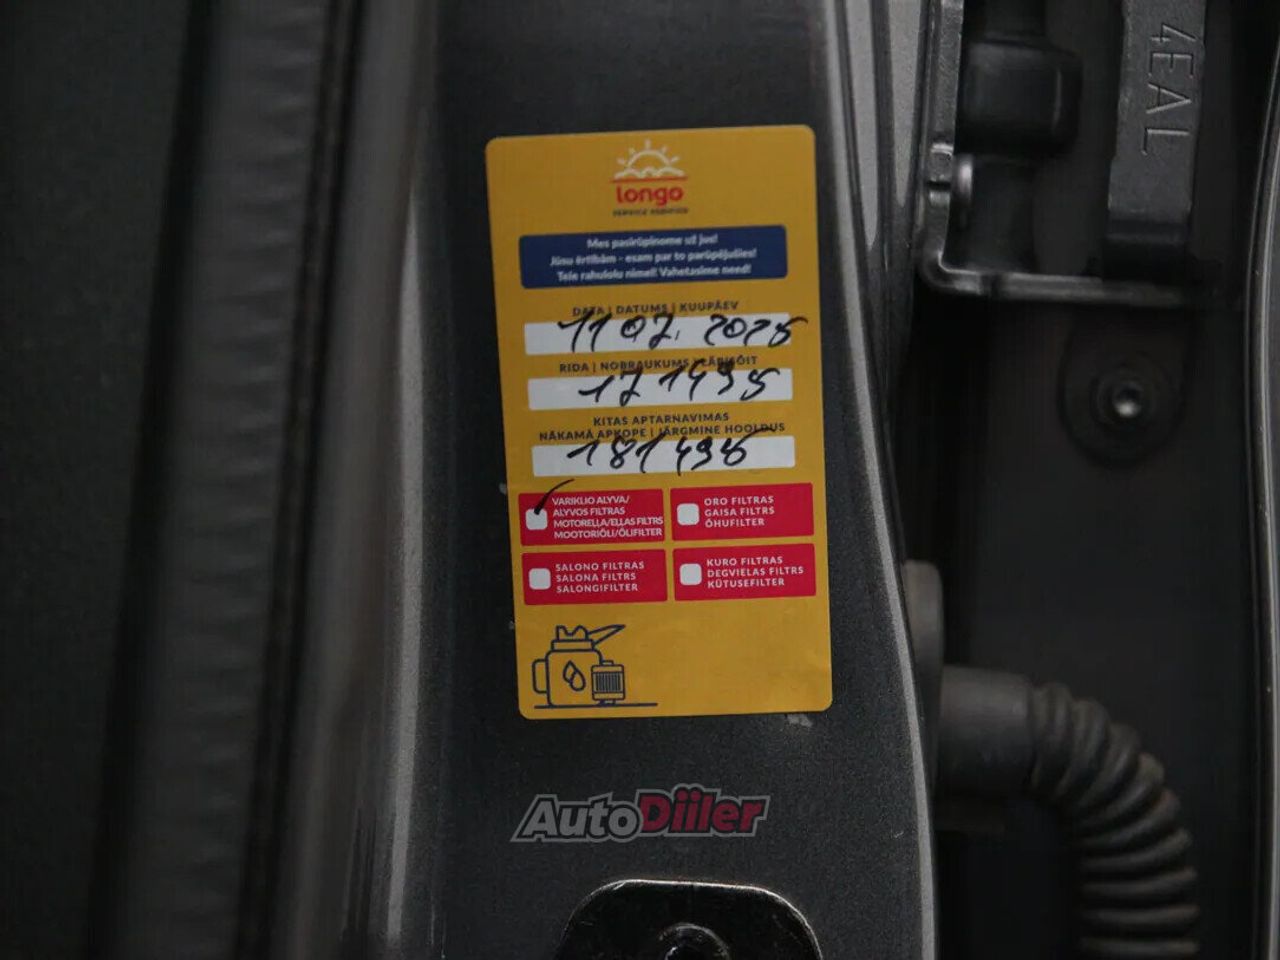 4EAL
longo
Mes pasirūpinome už jus!
Jūsu ērtībām - esam par to parūpējušies!
Teie rahulolu nimel! Vahetasime need!
DATA | DATUMS | KUUPÄEV
11 07. 2025
RIDA | NOBRAUKUMS | LÄBISÕIT
171495
KITAS APTARNAVIMAS
NĀKAMĀ APKOPE | JÄRGMINE HOOLDUS
181495
VARIKLIO ALYVA/
ALYVOS FILTRAS
MOTOREĻĻA/EĻĻAS FILTRS
MOOTORIÕLI/ÕLIFILTER
ORO FILTRAS
GAISA FILTRS
ÕHUFILTER
SALONO FILTRAS
SALONA FILTRS
SALONGIFILTER
KURO FILTRAS
DEGVIELAS FILTRS
KÜTUSEFILTER
AutoDiiler